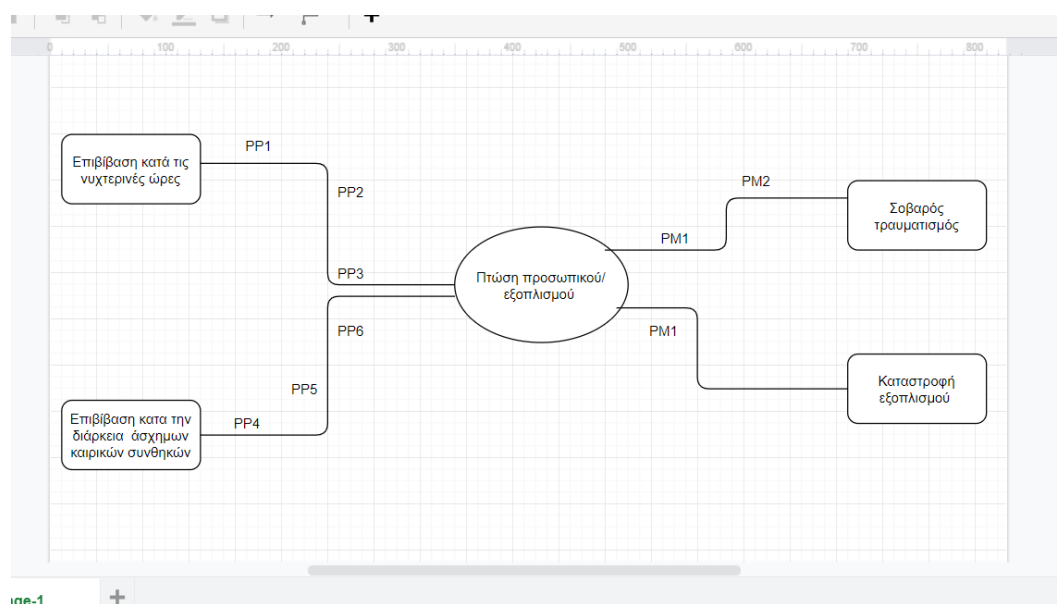 0 100 200 300 400 500 600 700 800
PP1
Επιβίβαση κατά τις
νυχτερινές ώρες
PP2
PM2
Σοβαρός
τραυματισμός
PM1
PP3
Πτώση προσωπικού/
εξοπλισμού
PP6
PM1
PP5
Καταστροφή
εξοπλισμού
Επιβίβαση κατα την
διάρκεια άσχημων
καιρικών συνθηκών
PP4
age-1